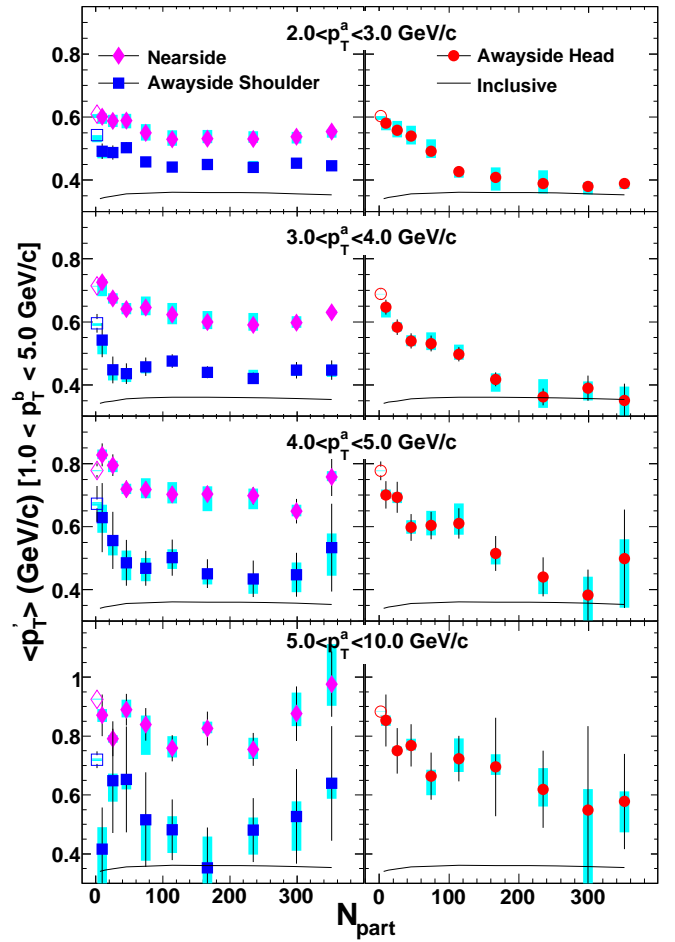 2.0<p_T^a<3.0 GeV/c
Nearside
Awayside Shoulder
Awayside Head
Inclusive
0.8
0.6
0.4
3.0<p_T^a<4.0 GeV/c
0.8
0.6
0.4
4.0<p_T^a<5.0 GeV/c
0.8
0.6
0.4
5.0<p_T^a<10.0 GeV/c
1
0.8
0.6
0.4
0 100 200 300 0 100 200 300
N_part
<p'_T> (GeV/c) [1.0 < p_T^b < 5.0 GeV/c]